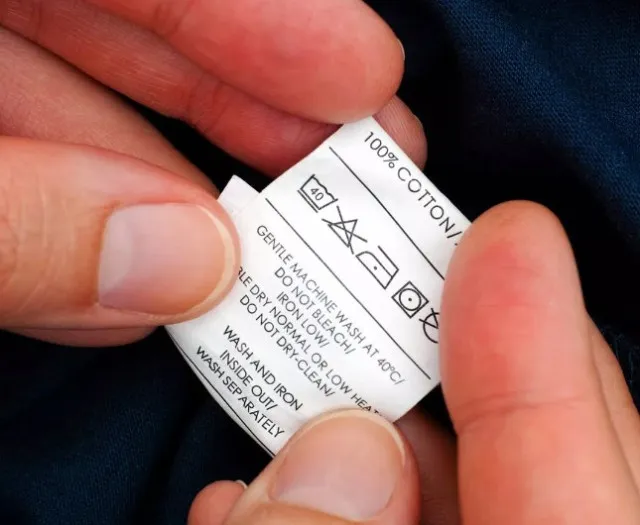 100% COTTON/
40
GENTLE MACHINE WASH AT 40°C/
DO NOT BLEACH/
IRON LOW/
DRY NORMAL OR LOW HEAT
DO NOT DRY-CLEAN/
WASH AND IRON
INSIDE OUT/
WASH SEPARATELY